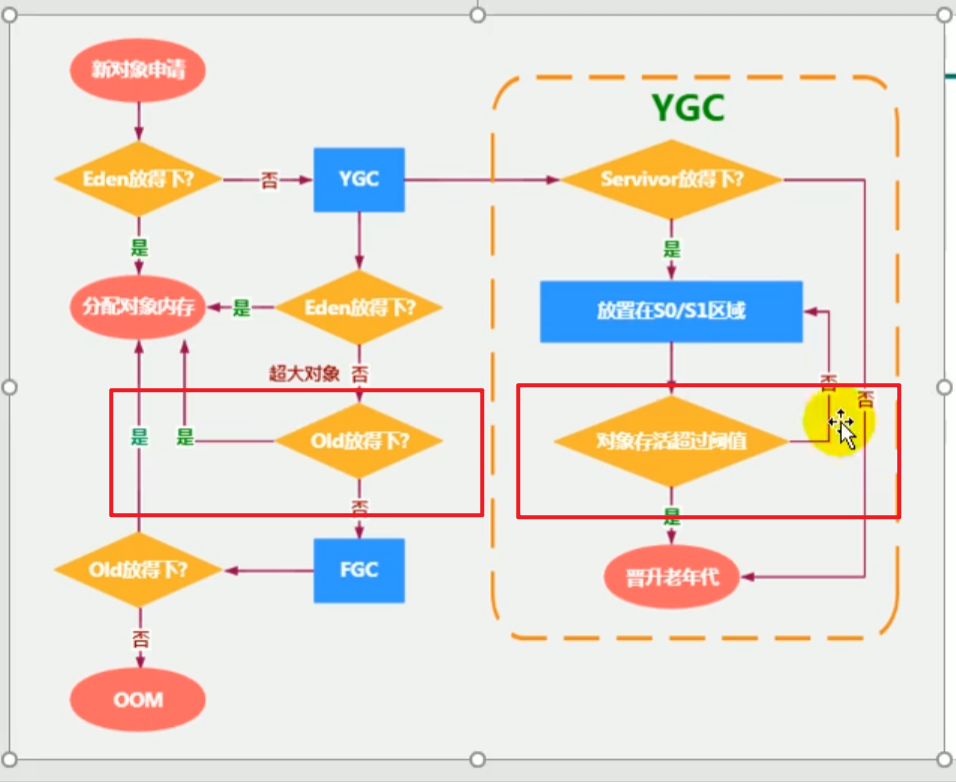 新对象申请
YGC
Eden放得下?
否
YGC
Servivor放得下?
是
是
分配对象内存
是
Eden放得下?
放置在S0/S1区域
超大对象
否
否
否
是
是
Old放得下?
对象存活超过阈值
否
是
Old放得下?
FGC
晋升老年代
否
OOM